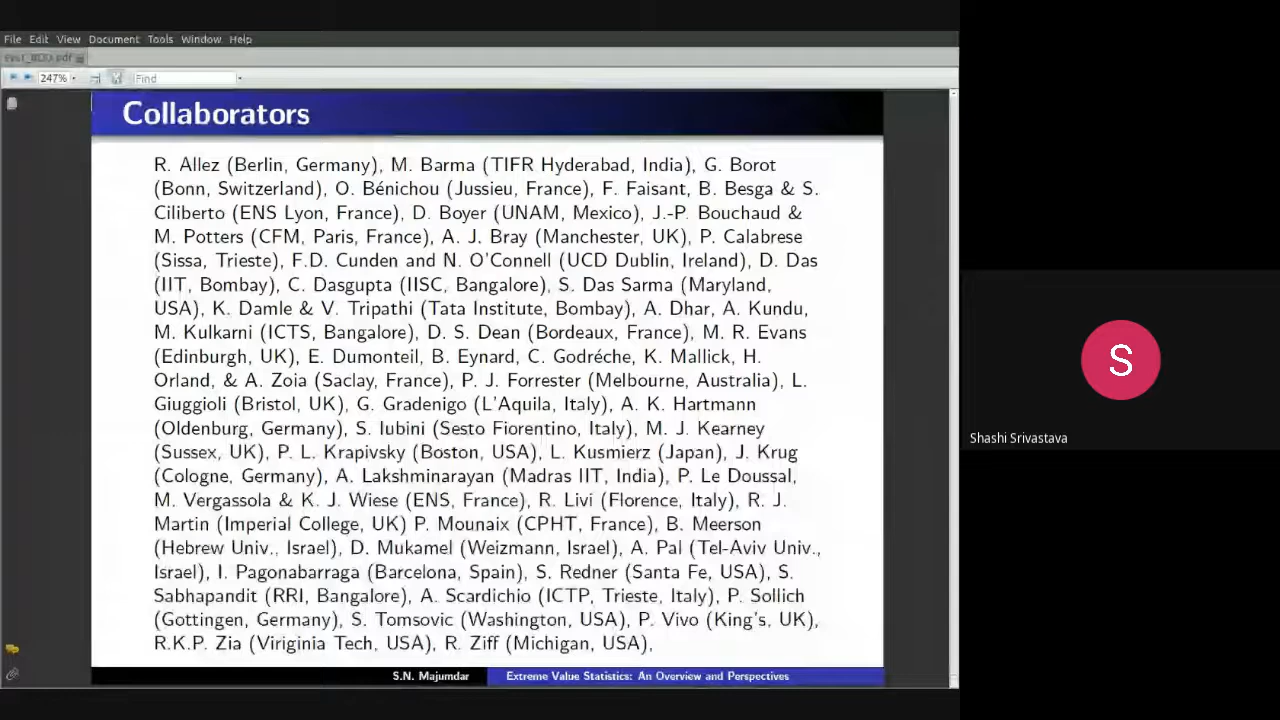 File Edit View Document Tools Window Help
247% Find
Collaborators
R. Allez (Berlin, Germany), M. Barma (TIFR Hyderabad, India), G. Borot
(Bonn, Switzerland), O. Bénichou (Jussieu, France), F. Faisant, B. Besga & S.
Ciliberto (ENS Lyon, France), D. Boyer (UNAM, Mexico), J.-P. Bouchaud &
M. Potters (CFM, Paris, France), A. J. Bray (Manchester, UK), P. Calabrese
(Sissa, Trieste), F.D. Cunden and N. O'Connell (UCD Dublin, Ireland), D. Das
(IIT, Bombay), C. Dasgupta (IISC, Bangalore), S. Das Sarma (Maryland,
USA), K. Damle & V. Tripathi (Tata Institute, Bombay), A. Dhar, A. Kundu,
M. Kulkarni (ICTS, Bangalore), D. S. Dean (Bordeaux, France), M. R. Evans
(Edinburgh, UK), E. Dumonteil, B. Eynard, C. Godréche, K. Mallick, H.
Orland, & A. Zoia (Saclay, France), P. J. Forrester (Melbourne, Australia), L.
Giuggioli (Bristol, UK), G. Gradenigo (L'Aquila, Italy), A. K. Hartmann
(Oldenburg, Germany), S. Iubini (Sesto Fiorentino, Italy), M. J. Kearney
(Sussex, UK), P. L. Krapivsky (Boston, USA), L. Kusmierz (Japan), J. Krug
(Cologne, Germany), A. Lakshminarayan (Madras IIT, India), P. Le Doussal,
M. Vergassola & K. J. Wiese (ENS, France), R. Livi (Florence, Italy), R. J.
Martin (Imperial College, UK) P. Mounaix (CPHT, France), B. Meerson
(Hebrew Univ., Israel), D. Mukamel (Weizmann, Israel), A. Pal (Tel-Aviv Univ.,
Israel), I. Pagonabarraga (Barcelona, Spain), S. Redner (Santa Fe, USA), S.
Sabhapandit (RRI, Bangalore), A. Scardichio (ICTP, Trieste, Italy), P. Sollich
(Gottingen, Germany), S. Tomsovic (Washington, USA), P. Vivo (King's, UK),
R.K.P. Zia (Viriginia Tech, USA), R. Ziff (Michigan, USA),
S.N. Majumdar Extreme Value Statistics: An Overview and Perspectives
S
Shashi Srivastava